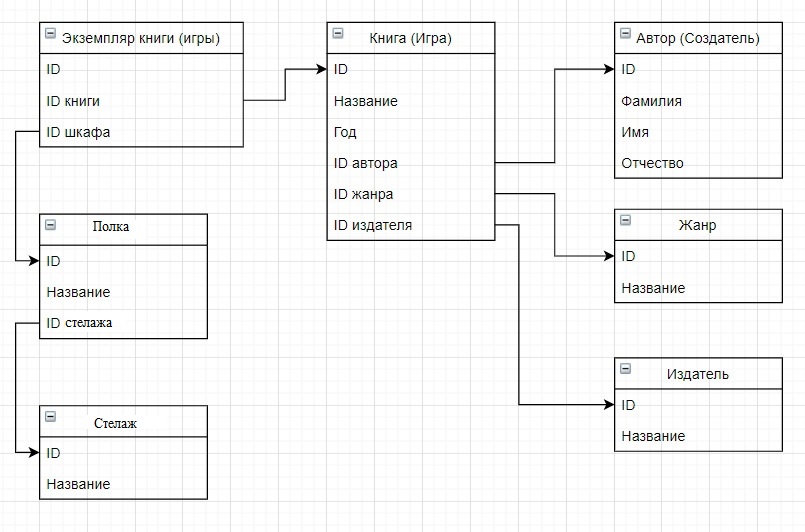 Экземпляр книги (игры)
ID
ID книги
ID шкафа
Книга (Игра)
ID
Название
Год
ID автора
ID жанра
ID издателя
Автор (Создатель)
ID
Фамилия
Имя
Отчество
Полка
ID
Название
ID стелажа
Жанр
ID
Название
Стелаж
ID
Название
Издатель
ID
Название